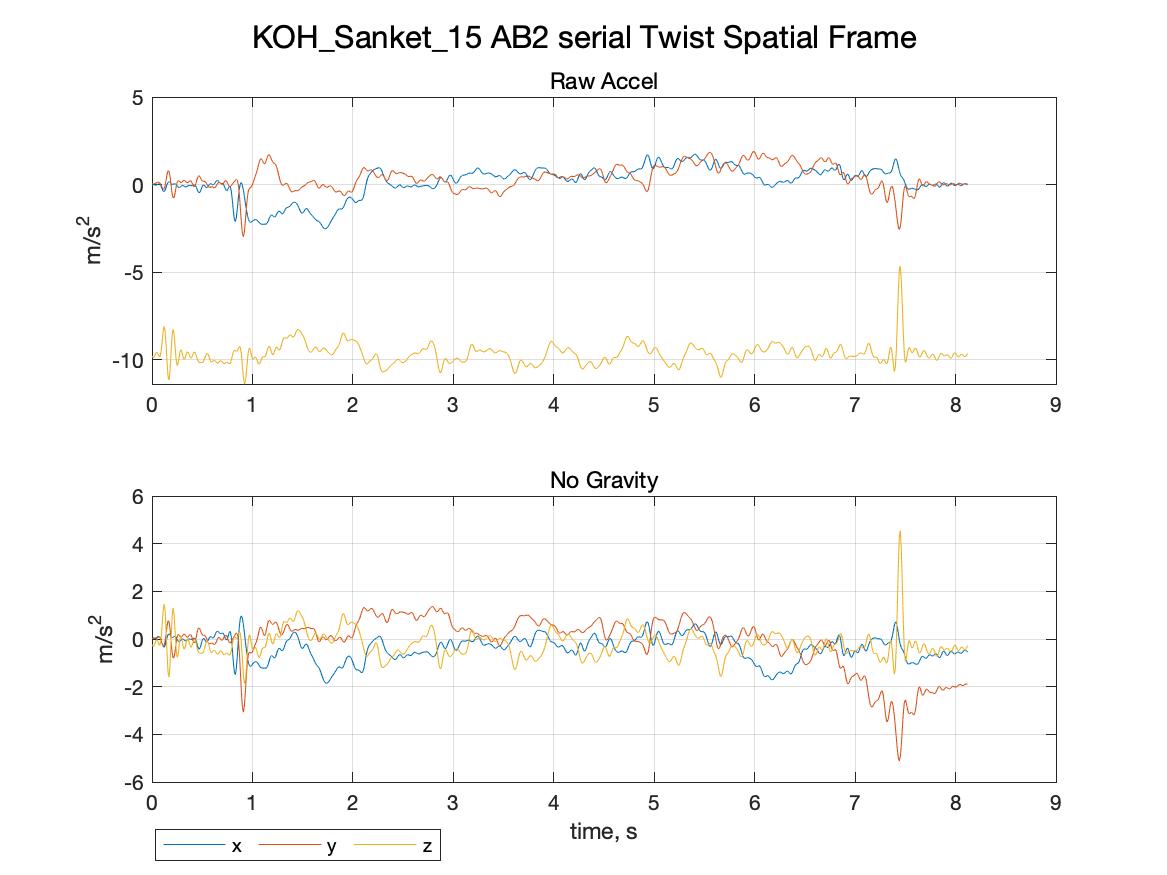 KOH_Sanket_15 AB2 serial Twist Spatial Frame
Raw Accel
5
0
-5
-10
m/s2
0 1 2 3 4 5 6 7 8 9
No Gravity
6
4
2
0
-2
-4
-6
m/s2
0 1 2 3 4 5 6 7 8 9
time, s
x y z